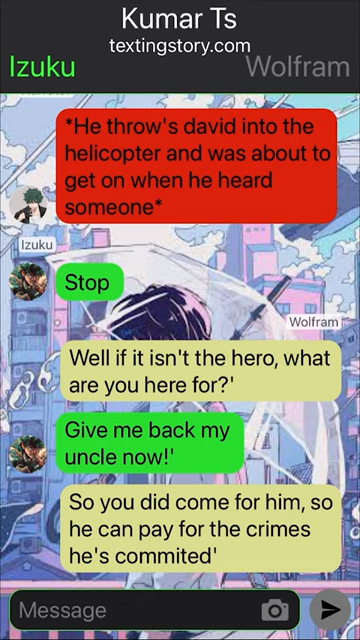 Kumar Ts
textingstory.com
Izuku
Wolfram
*He throw's david into the
helicopter and was about to
get on when he heard
someone*
Izuku
Stop
Wolfram
Well if it isn't the hero, what
are you here for?'
Give me back my
uncle now!'
So you did come for him, so
he can pay for the crimes
he's commited'
Message